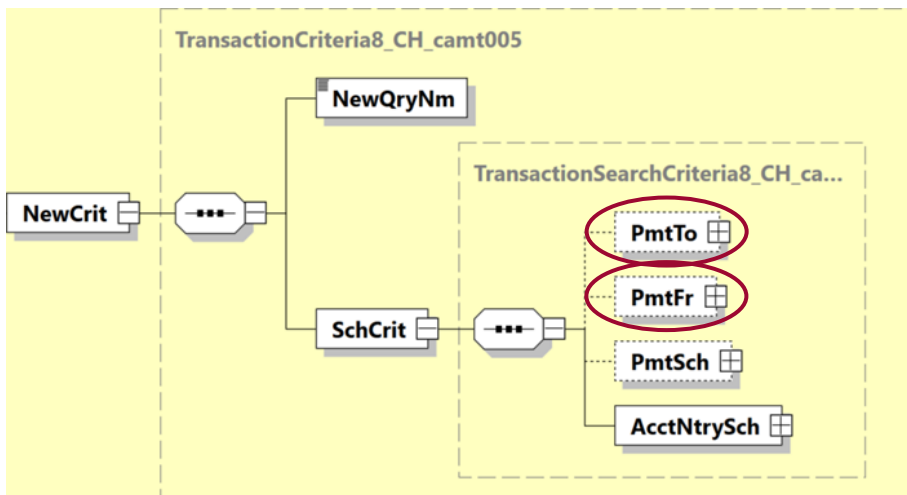 TransactionCriteria8_CH_camt005
NewQryNm
TransactionSearchCriteria8_CH_ca...
NewCrit
PmtTo
PmtFr
SchCrit
PmtSch
AcctNtrySch